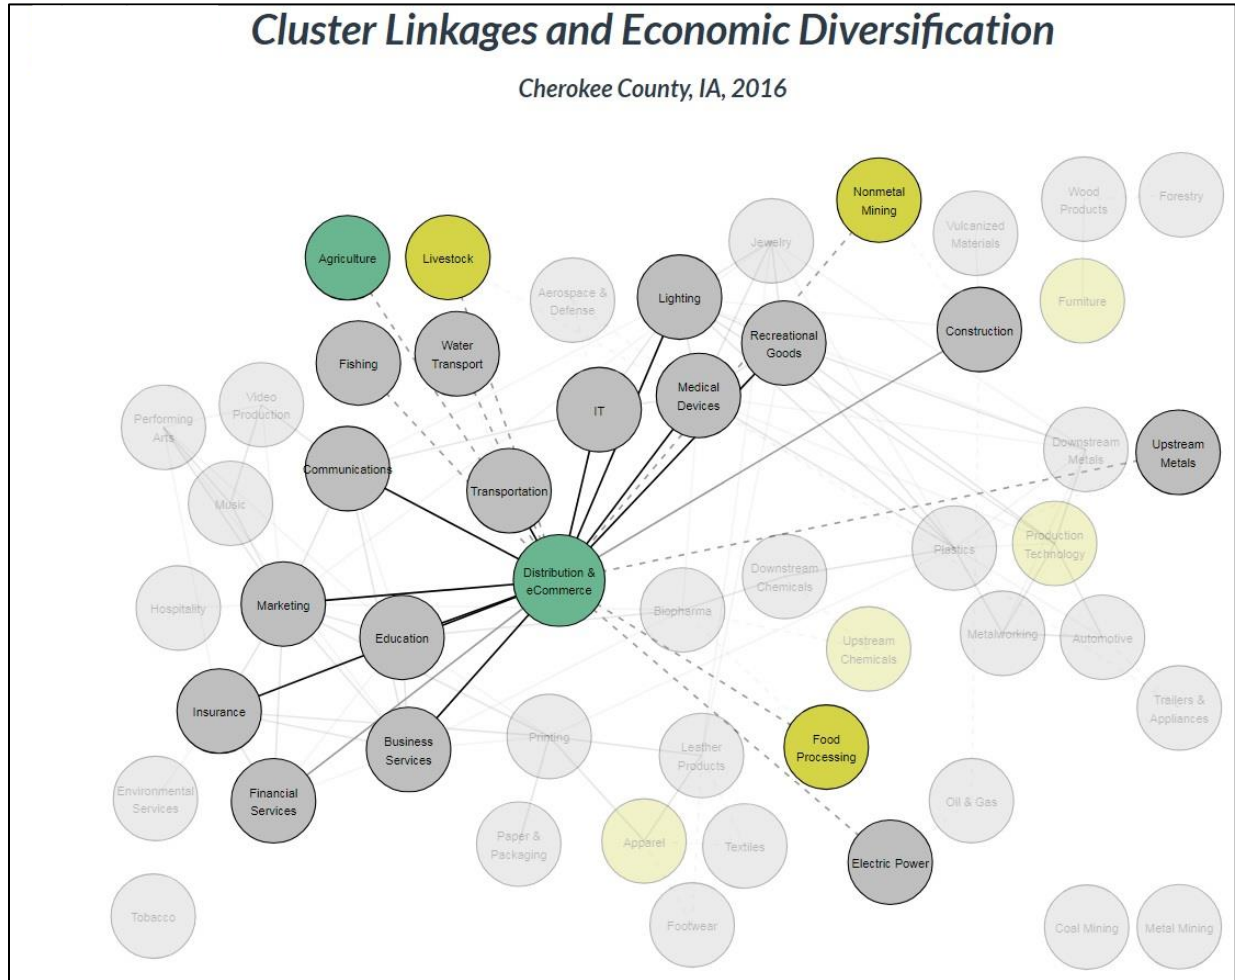 Cluster Linkages and Economic Diversification
Cherokee County, IA, 2016
Nonmetal
Mining
Wood
Products
Forestry
Vulcanized
Materials
Jewelry
Agriculture
Livestock
Aerospace &
Defense
Lighting
Furniture
Recreational
Goods
Construction
Fishing
Water
Transport
Medical
Devices
IT
Video
Production
Performing
Arts
Communications
Transportation
Downstream
Metals
Upstream
Metals
Music
Production
Technology
Plastics
Distribution &
eCommerce
Downstream
Chemicals
Hospitality
Marketing
Education
Biopharma
Upstream
Chemicals
Metalworking
Automotive
Insurance
Business
Services
Printing
Leather
Products
Food
Processing
Trailers &
Appliances
Environmental
Services
Financial
Services
Paper &
Packaging
Apparel
Textiles
Oil & Gas
Electric Power
Tobacco
Footwear
Coal Mining
Metal Mining